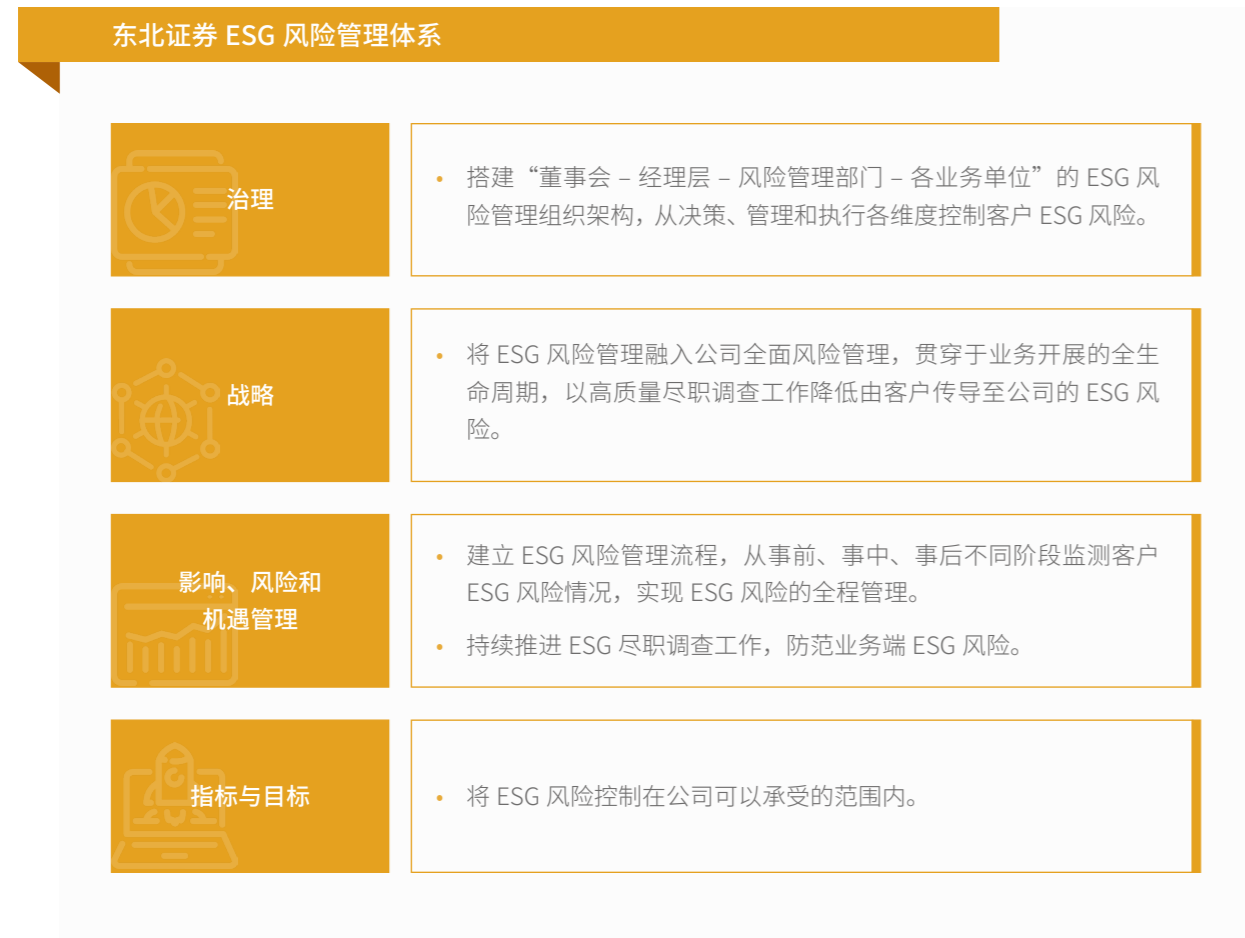 东北证券 ESG 风险管理体系
治理
• 搭建“董事会 – 经理层 – 风险管理部门 – 各业务单位”的 ESG 风
险管理组织架构，从决策、管理和执行各维度控制客户 ESG 风险。
战略
• 将 ESG 风险管理融入公司全面风险管理，贯穿于业务开展的全生
命周期，以高质量尽职调查工作降低由客户传导至公司的 ESG 风
险。
影响、风险和
机遇管理
• 建立 ESG 风险管理流程，从事前、事中、事后不同阶段监测客户
ESG 风险情况，实现 ESG 风险的全程管理。
• 持续推进 ESG 尽职调查工作，防范业务端 ESG 风险。
指标与目标
• 将 ESG 风险控制在公司可以承受的范围内。